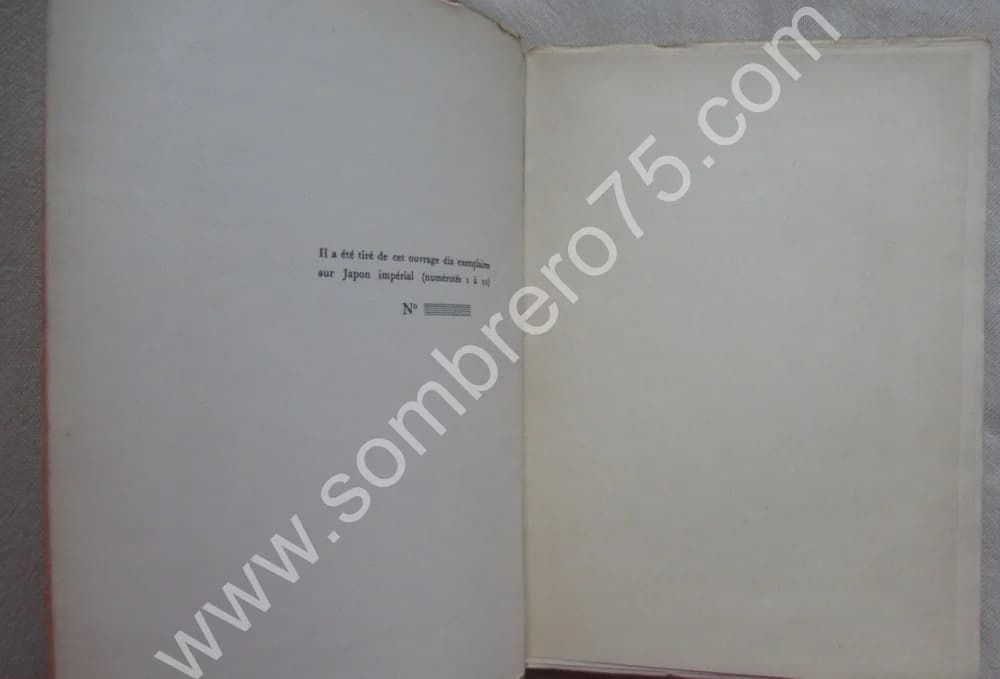 Il a été tiré de cet ouvrage dix exemplaires
sur Japon impérial (numérotés 1 à 10)
N°
www.sombrero75.com